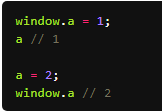 window.a = 1;
a // 1

a = 2;
window.a // 2